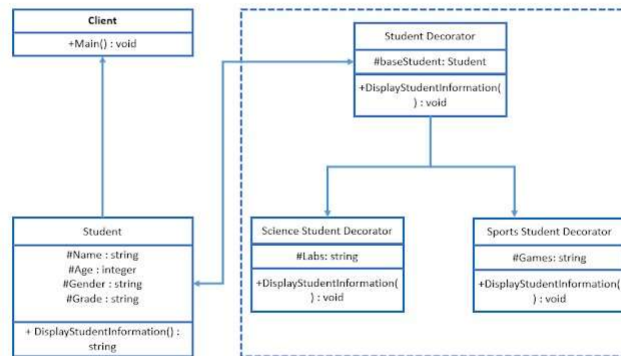 Client
+Main() : void
Student Decorator
#baseStudent: Student
+DisplayStudentInformation(
) : void
Student
#Name : string
#Age : integer
#Gender : string
#Grade : string
+ DisplayStudentInformation() :
string
Science Student Decorator
#Labs: string
+DisplayStudentInformation(
) : void
Sports Student Decorator
#Games: string
+DisplayStudentInformation(
) : void